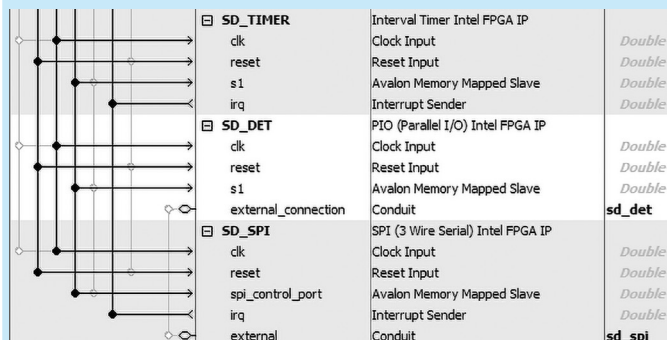 SD_TIMER Interval Timer Intel FPGA IP
clk Clock Input Double
reset Reset Input Double
s1 Avalon Memory Mapped Slave Double
irq Interrupt Sender Double
SD_DET PIO (Parallel I/O) Intel FPGA IP
clk Clock Input Double
reset Reset Input Double
s1 Avalon Memory Mapped Slave Double
external_connection Conduit sd_det
SD_SPI SPI (3 Wire Serial) Intel FPGA IP
clk Clock Input Double
reset Reset Input Double
spi_control_port Avalon Memory Mapped Slave Double
irq Interrupt Sender Double
external Conduit sd_spi